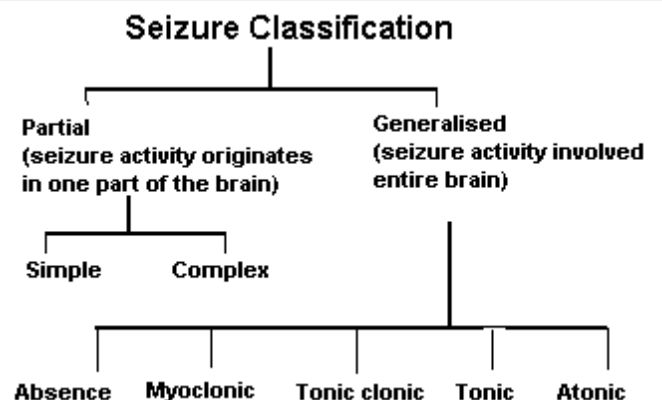 Seizure Classification
Partial
(seizure activity originates
in one part of the brain)
Generalised
(seizure activity involved
entire brain)
Simple
Complex
Absence
Myoclonic
Tonic clonic
Tonic
Atonic